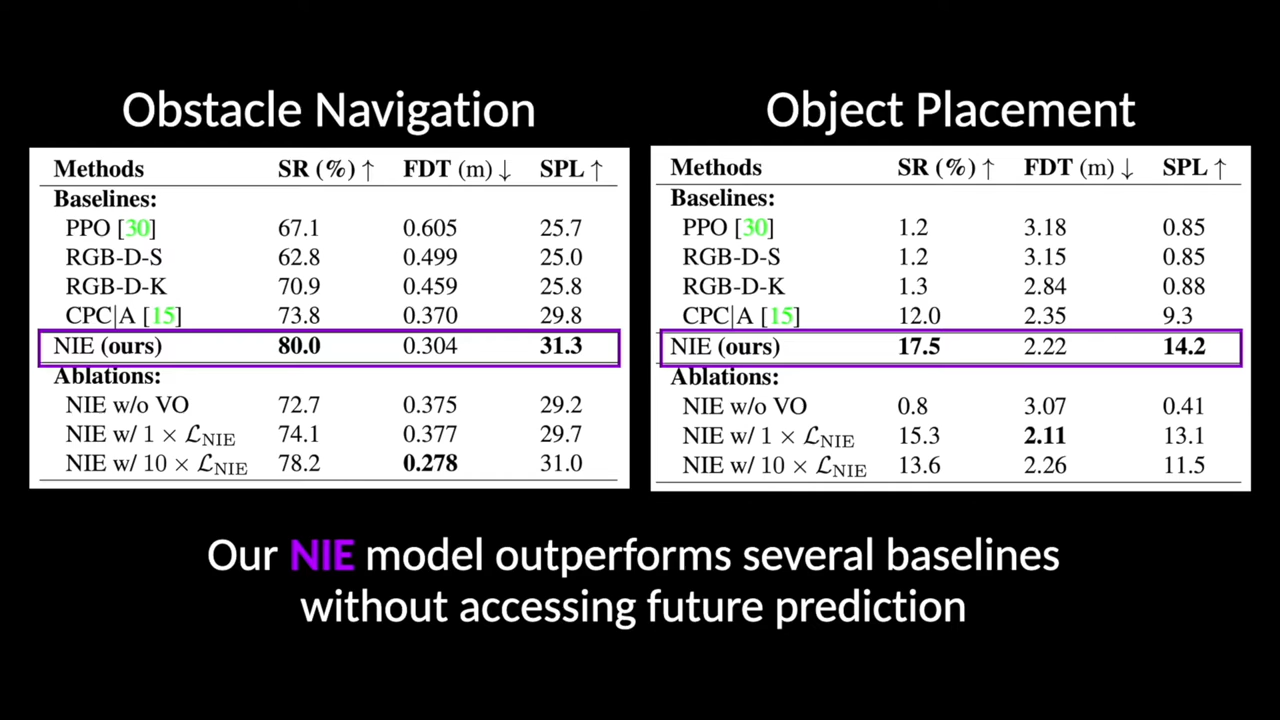 Obstacle Navigation
Methods SR (%) ↑ FDT (m) ↓ SPL ↑
Baselines:
PPO [30] 67.1 0.605 25.7
RGB-D-S 62.8 0.499 25.0
RGB-D-K 70.9 0.459 25.8
CPC|A [15] 73.8 0.370 29.8
NIE (ours) 80.0 0.304 31.3
Ablations:
NIE w/o VO 72.7 0.375 29.2
NIE w/ 1 × ℒNIE 74.1 0.377 29.7
NIE w/ 10 × ℒNIE 78.2 0.278 31.0
Object Placement
Methods SR (%) ↑ FDT (m) ↓ SPL ↑
Baselines:
PPO [30] 1.2 3.18 0.85
RGB-D-S 1.2 3.15 0.85
RGB-D-K 1.3 2.84 0.88
CPC|A [15] 12.0 2.35 9.3
NIE (ours) 17.5 2.22 14.2
Ablations:
NIE w/o VO 0.8 3.07 0.41
NIE w/ 1 × ℒNIE 15.3 2.11 13.1
NIE w/ 10 × ℒNIE 13.6 2.26 11.5
Our NIE model outperforms several baselines
without accessing future prediction